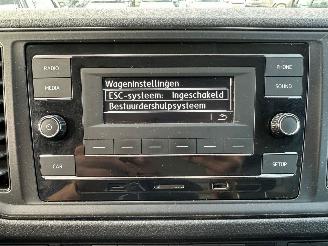 RADIO
PHONE
Wageninstellingen
ESC-systeem: Ingeschakeld
MEDIA
SOUND
Bestuurdershulpsysteem
CAR
SETUP